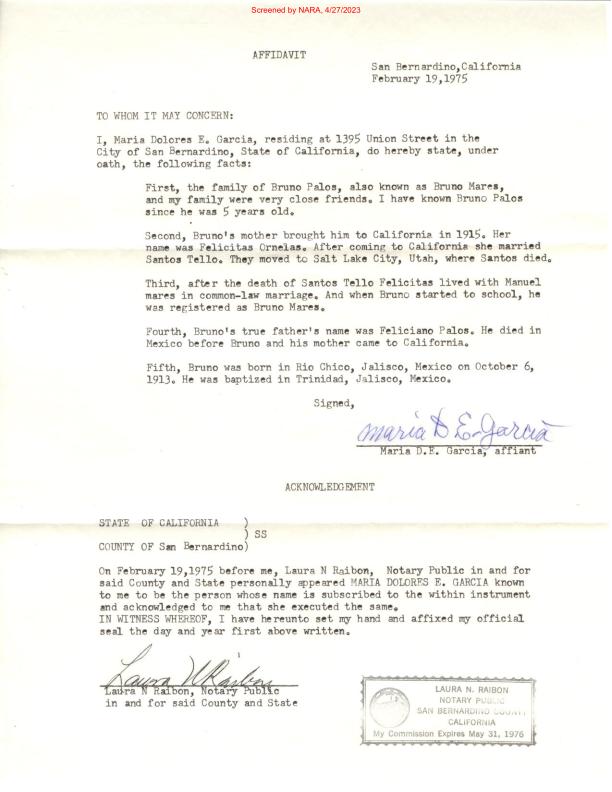 Screened by NARA, 4/27/2023
AFFIDAVIT
San Bernardino,California
February 19,1975
TO WHOM IT MAY CONCERN:
I, Maria Dolores E. Garcia, residing at 1395 Union Street in the
City of San Bernardino, State of California, do hereby state, under
oath, the following facts:
First, the family of Bruno Palos, also known as Bruno Mares,
and my family were very close friends. I have known Bruno Palos
since he was 5 years old.
Second, Bruno's mother brought him to California in 1915. Her
name was Felicitas Ornelas. After coming to California she married
Santos Tello. They moved to Salt Lake City, Utah, where Santos died.
Third, after the death of Santos Tello Felicitas lived with Manuel
mares in common-law marriage. And when Bruno started to school, he
was registered as Bruno Mares.
Fourth, Bruno's true father's name was Feliciano Palos. He died in
Mexico before Bruno and his mother came to California.
Fifth, Bruno was born in Rio Chico, Jalisco, Mexico on October 6,
1913. He was baptized in Trinidad, Jalisco, Mexico.
Signed,
Maria D E. Garcia
Maria D.E. Garcia, affiant
ACKNOWLEDGEMENT
STATE OF CALIFORNIA )
) SS
COUNTY OF San Bernardino)
On February 19,1975 before me, Laura N Raibon, Notary Public in and for
said County and State personally appeared MARIA DOLORES E. GARCIA known
to me to be the person whose name is subscribed to the within instrument
and acknowledged to me that she executed the same.
IN WITNESS WHEREOF, I have hereunto set my hand and affixed my official
seal the day and year first above written.
Laura N Raibon
Laura N Raibon, Notary Public
in and for said County and State
LAURA N. RAIBON
NOTARY PUBLIC
SAN BERNARDINO COUNTY
CALIFORNIA
My Commission Expires May 31, 1976